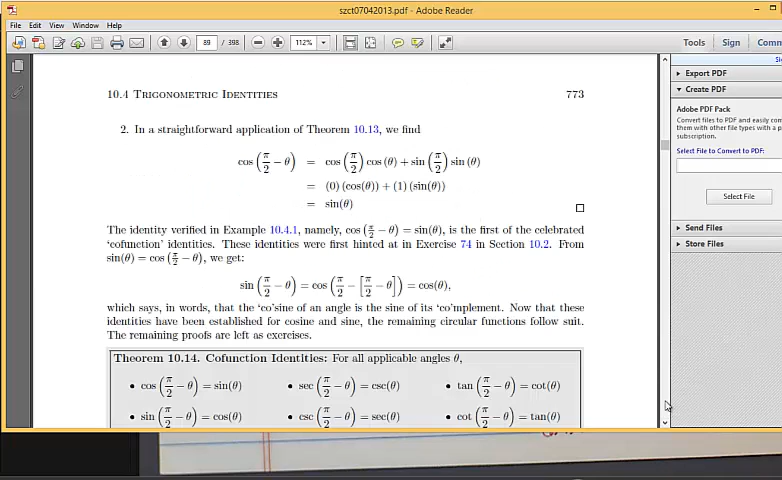 szct07042013.pdf - Adobe Reader
File Edit View Window Help
89 / 398 112% Tools Sign Comm
10.4 Trigonometric Identities 773
2. In a straightforward application of Theorem 10.13, we find
cos(π/2 − θ) = cos(π/2) cos(θ) + sin(π/2) sin(θ)
= (0)(cos(θ)) + (1)(sin(θ))
= sin(θ)
The identity verified in Example 10.4.1, namely, cos(π/2 − θ) = sin(θ), is the first of the celebrated
'cofunction' identities. These identities were first hinted at in Exercise 74 in Section 10.2. From
sin(θ) = cos(π/2 − θ), we get:
sin(π/2 − θ) = cos(π/2 − [π/2 − θ]) = cos(θ),
which says, in words, that the 'co'sine of an angle is the sine of its 'co'mplement. Now that these
identities have been established for cosine and sine, the remaining circular functions follow suit.
The remaining proofs are left as exercises.
Theorem 10.14. Cofunction Identities: For all applicable angles θ,
• cos(π/2 − θ) = sin(θ) • sec(π/2 − θ) = csc(θ) • tan(π/2 − θ) = cot(θ)
• sin(π/2 − θ) = cos(θ) • csc(π/2 − θ) = sec(θ) • cot(π/2 − θ) = tan(θ)
Export PDF
Create PDF
Adobe PDF Pack
Convert files to PDF and easily com
them with other file types with a p
subscription.
Select File to Convert to PDF:
Select File
Send Files
Store Files